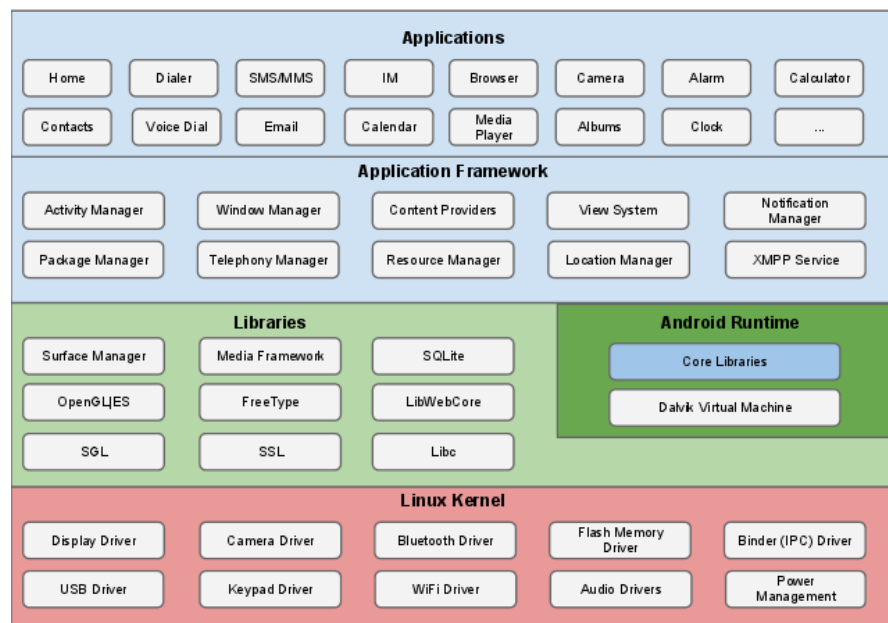 Applications
Home
Dialer
SMS/MMS
IM
Browser
Camera
Alarm
Calculator
Contacts
Voice Dial
Email
Calendar
Media
Player
Albums
Clock
...
Application Framework
Activity Manager
Window Manager
Content Providers
View System
Notification
Manager
Package Manager
Telephony Manager
Resource Manager
Location Manager
XMPP Service
Libraries
Surface Manager
Media Framework
SQLite
OpenGL|ES
FreeType
LibWebCore
SGL
SSL
Libc
Android Runtime
Core Libraries
Dalvik Virtual Machine
Linux Kernel
Display Driver
Camera Driver
Bluetooth Driver
Flash Memory
Driver
Binder (IPC) Driver
USB Driver
Keypad Driver
WiFi Driver
Audio Drivers
Power
Management